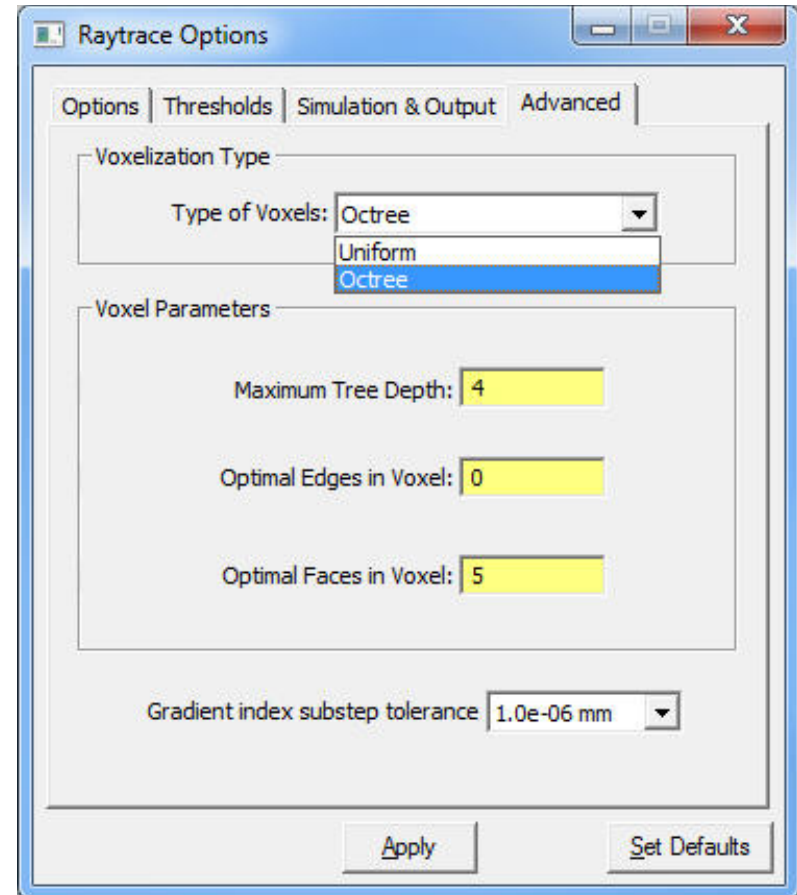 Raytrace Options
Options Thresholds Simulation & Output Advanced
Voxelization Type
Type of Voxels: Octree
Uniform
Octree
Voxel Parameters
Maximum Tree Depth: 4
Optimal Edges in Voxel: 0
Optimal Faces in Voxel: 5
Gradient index substep tolerance 1.0e-06 mm
Apply Set Defaults